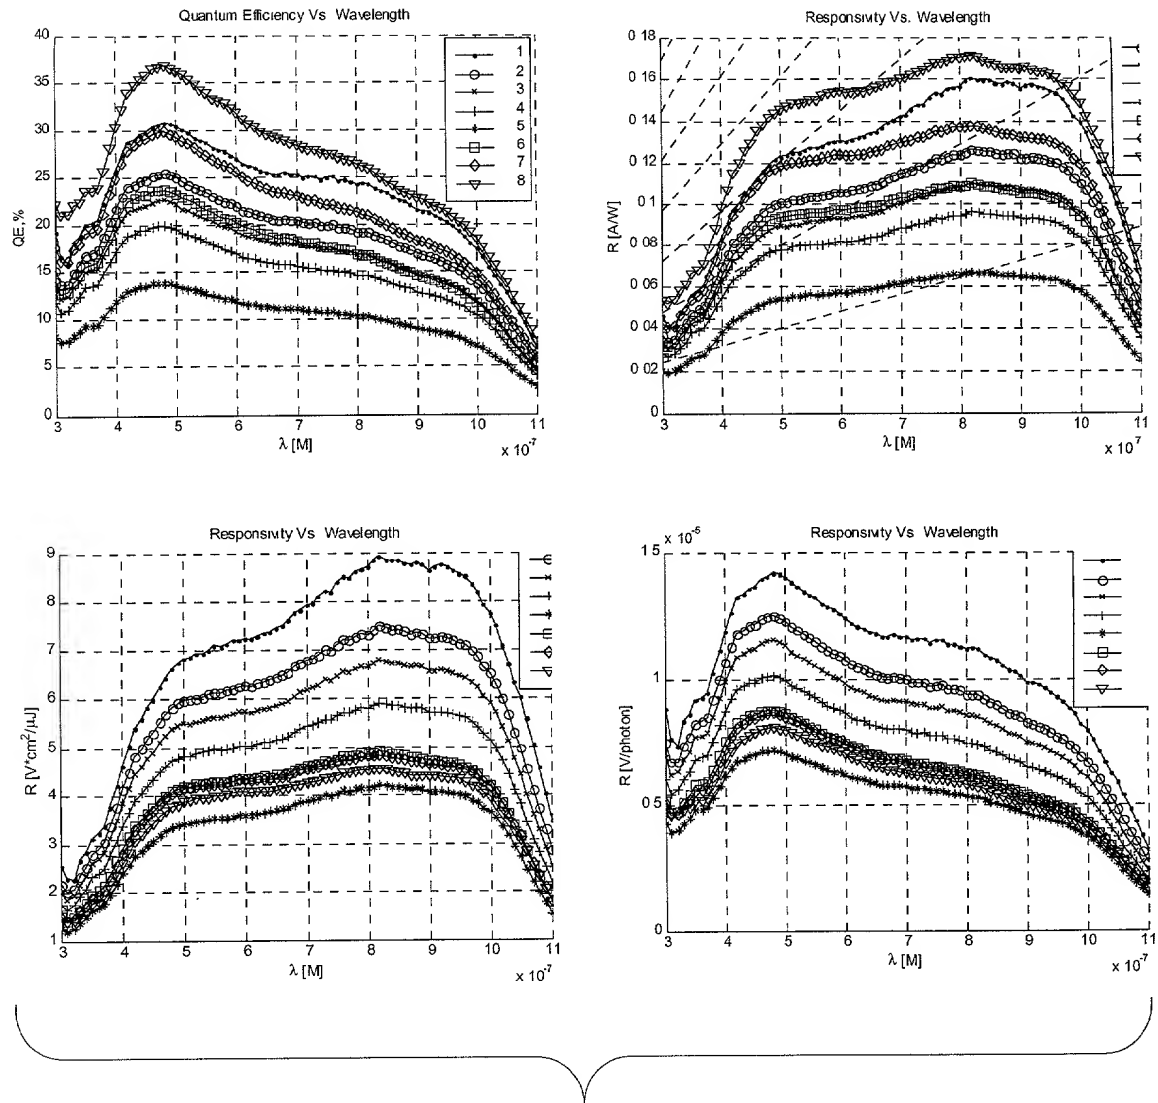 Quantum Efficiency Vs Wavelength
40
35
30
25
20
15
10
5
0
QE,%
1
2
3
4
5
6
7
8
3 4 5 6 7 8 9 10 11
λ [M]
x 10-7
Responsivity Vs. Wavelength
0 18
0 16
0 14
0 12
0 1
0 08
0 06
0 04
0 02
0
R [A/W]
3 4 5 6 7 8 9 10 11
λ [M]
x 10-7
Responsivity Vs Wavelength
9
8
7
6
5
4
3
2
1
R [V*cm2/μJ]
3 4 5 6 7 8 9 10 11
λ [M]
x 10-7
Responsivity Vs Wavelength
x 10-5
1 5
1
0 5
0
R [V/photon]
3 4 5 6 7 8 9 10 11
λ [M]
x 10-7